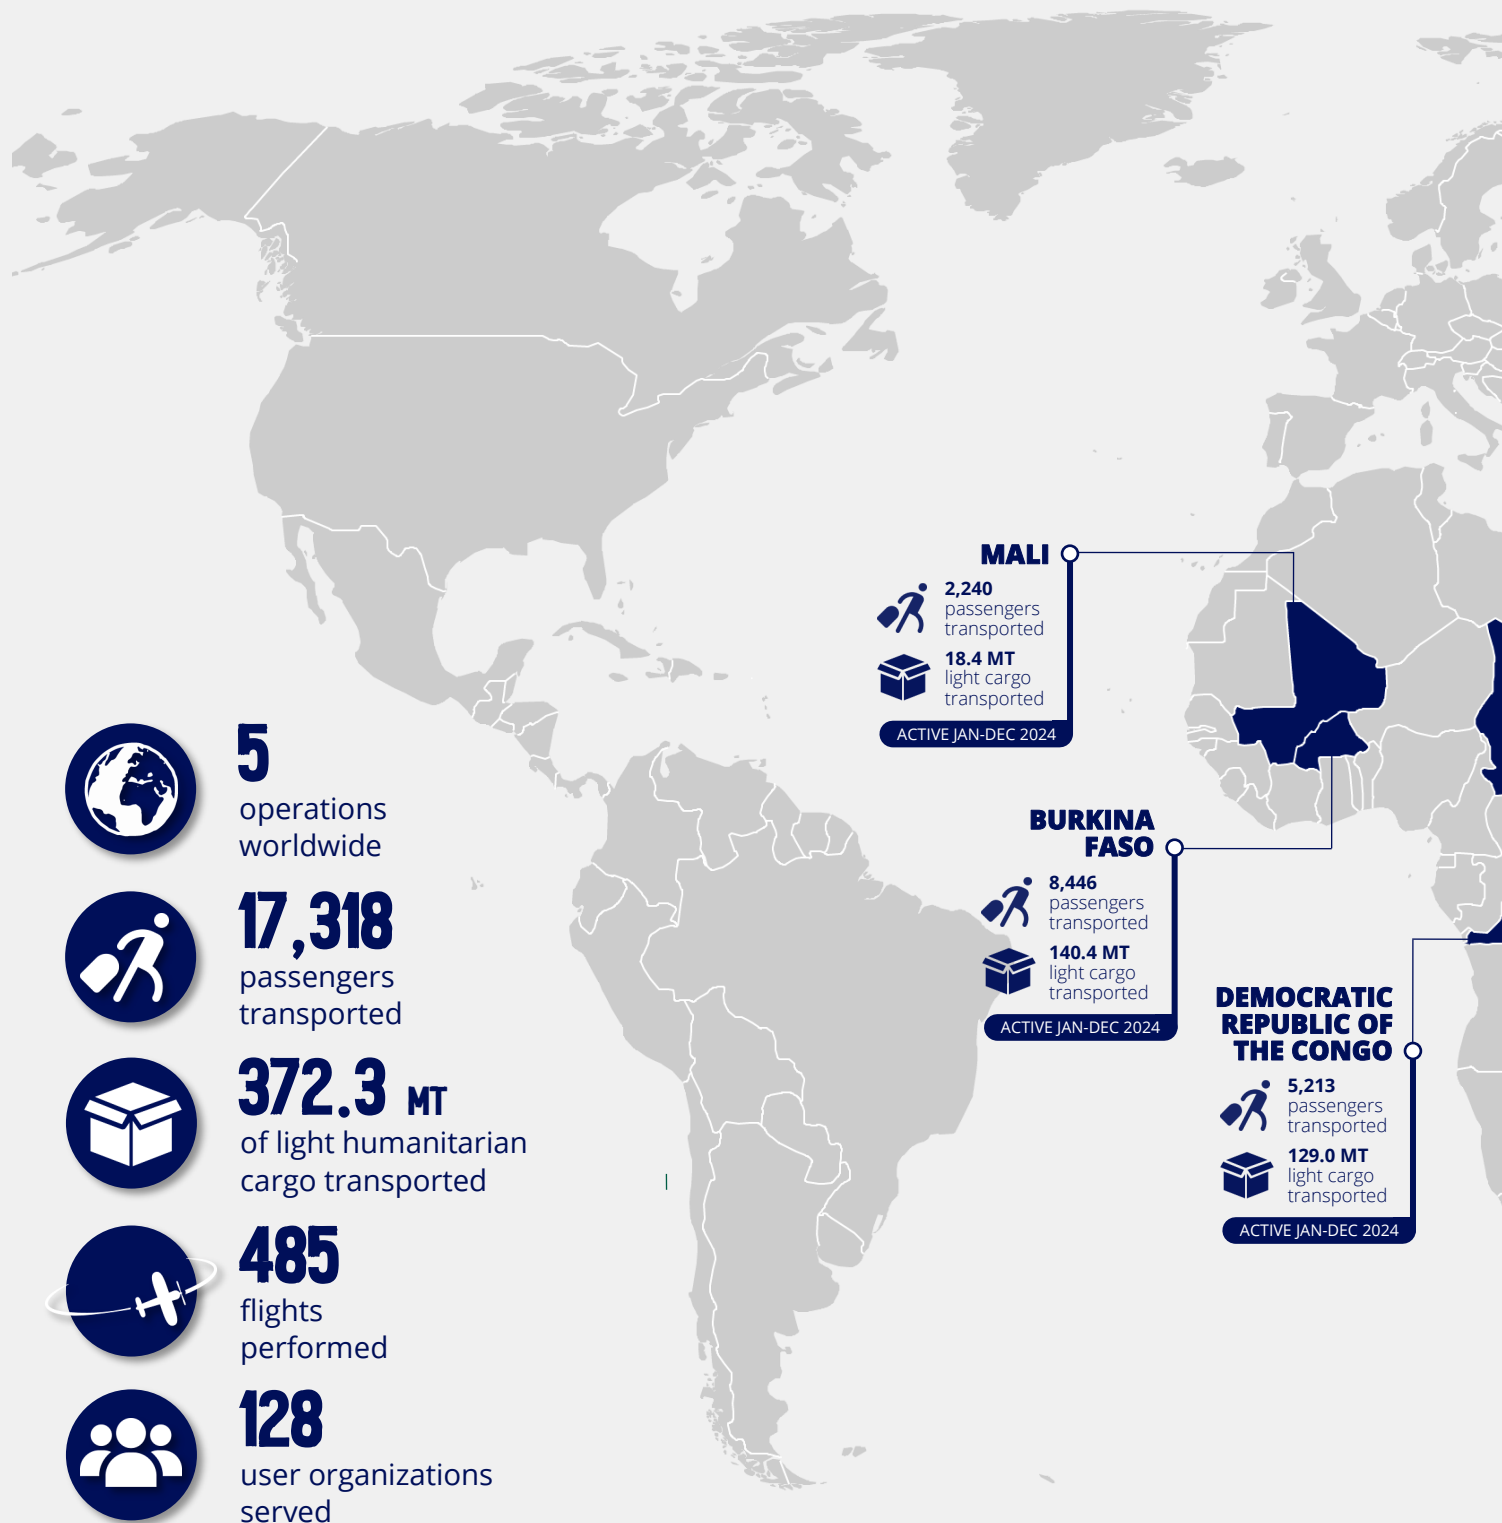 MALI
2,240
passengers
transported
18.4 MT
light cargo
transported
ACTIVE JAN-DEC 2024
BURKINA
FASO
8,446
passengers
transported
140.4 MT
light cargo
transported
ACTIVE JAN-DEC 2024
DEMOCRATIC
REPUBLIC OF
THE CONGO
5,213
passengers
transported
129.0 MT
light cargo
transported
ACTIVE JAN-DEC 2024
5
operations
worldwide
17,318
passengers
transported
372.3 MT
of light humanitarian
cargo transported
485
flights
performed
128
user organizations
served